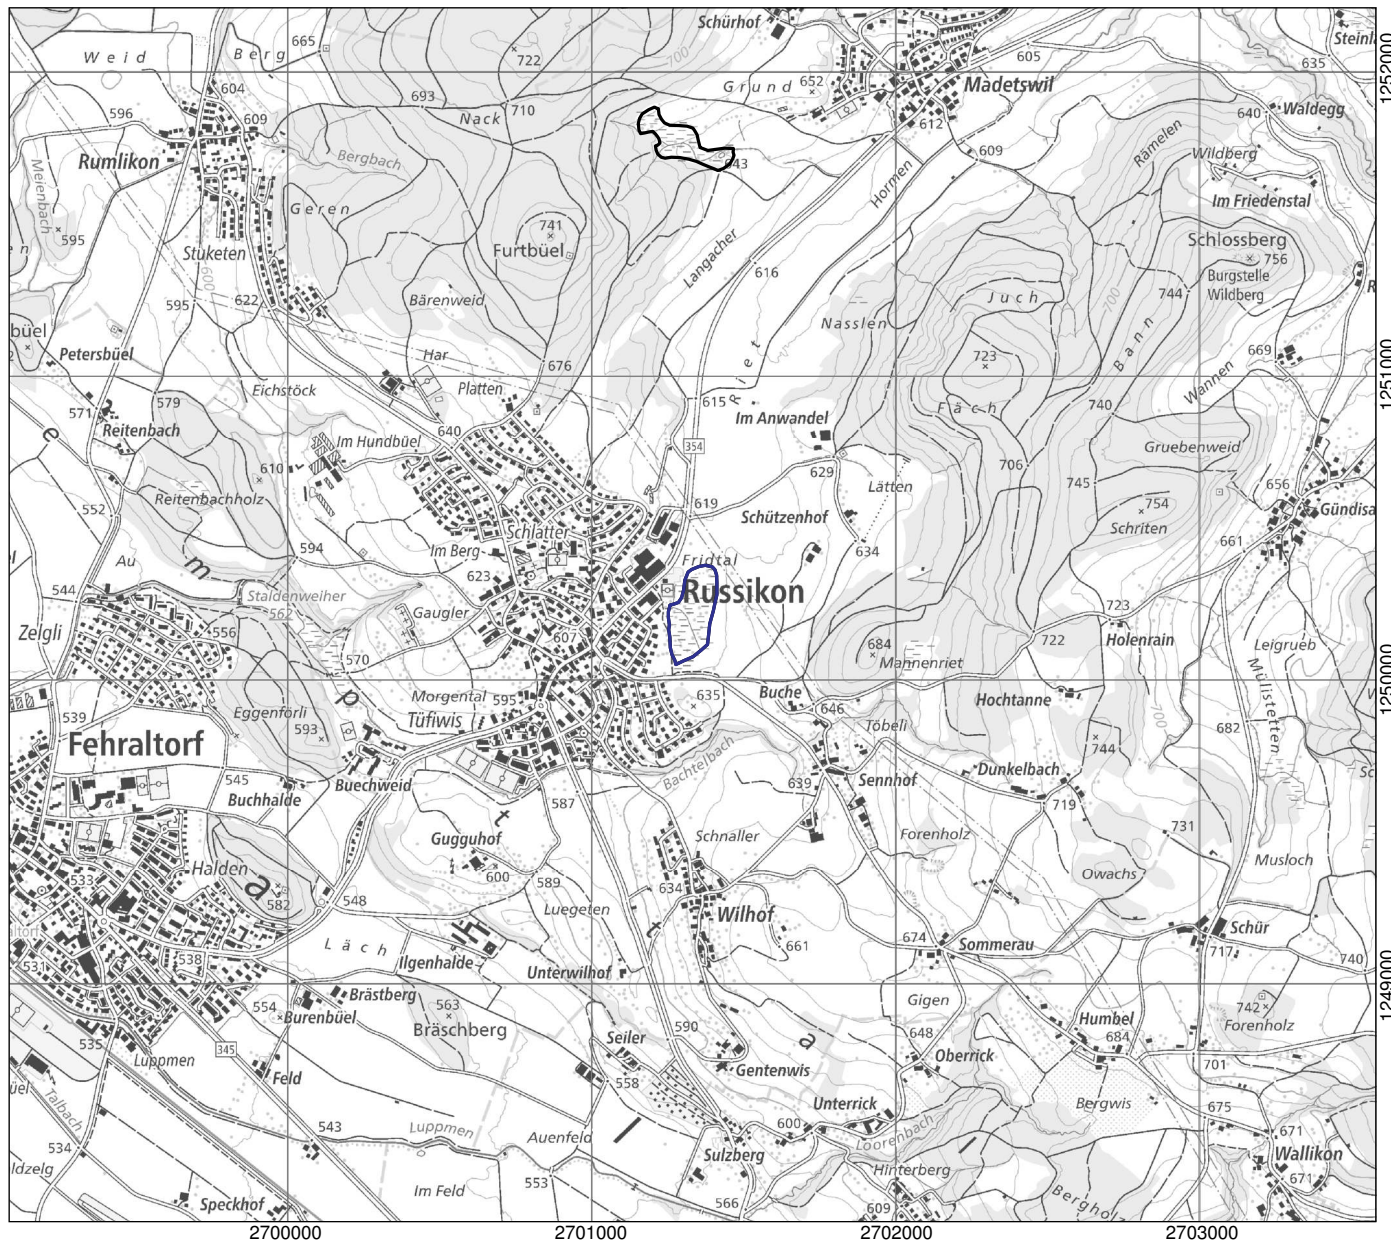 Schürhof
665
Weid
Berg
722
605
Steinl
635
1252000
604
693
710
Grund
652
Madetswil
596
609
Nack
612
640
Waldegg
Rumlikon
Bergbach
643
609
Rämelen
Wildberg
Meienbach
Hormen
Im Friedenstal
Geren
741
595
Furtbüel
Schlossberg
756
Stuketen
Langacher
616
Burgstelle
Wildberg
600
595
622
Bärenweid
Juch
700
744
Nasslen
büel
Petersbüel
Har
676
Riet
723
Bann
669
1251000
Eichstöck
Platten
615
Wannen
571
579
Im Anwandel
Fäch
740
Reitenbach
640
Im Hundbüel
354
Gruebenweid
610
629
706
Reitenbachholz
Lätten
745
754
656
552
619
Schützenhof
Schriten
Gündisa
Schlatter
594
Im Berg
634
661
Au
m
Fridtal
544
623
Russikon
Staldenweiher
562
Gaugler
723
Zelgli
556
607
684
722
Holenrain
Leigrueb
570
Mannenriet
1250000
Morgental
595
635
Buche
Hochtanne
Müllistetten
Eggenförli
p
Tüfiwis
646
Töbeli
700
539
593
682
Fehraltorf
744
Bachtelbach
545
Buechweid
639
Sennhof
Dunkelbach
Buchhalde
587
719
t
Gugguhof
Schnaller
Forenholz
731
Halden
600
Musloch
533
a
589
634
Owachs
582
548
Luegeten
Wilhof
t
Schür
Läch
661
674
Sommerau
717
538
Ilgenhalde
740
531
Unterwilhof
1249000
554
Brästberg
563
Gigen
742
Burenbüel
Bräschberg
590
Humbel
Forenholz
535
Seiler
a
648
684
345
Luppmen
Oberrick
Feld
558
Gentenwis
701
Talbach
Unterrick
Bergwis
543
Luppmen
Auenfeld
600
675
534
Loorenbach
671
Sulzberg
Wallikon
ldzelg
553
Hinterberg
671
Im Feld
Speckhof
566
609
Bergholz
2700000
2701000
2702000
2703000